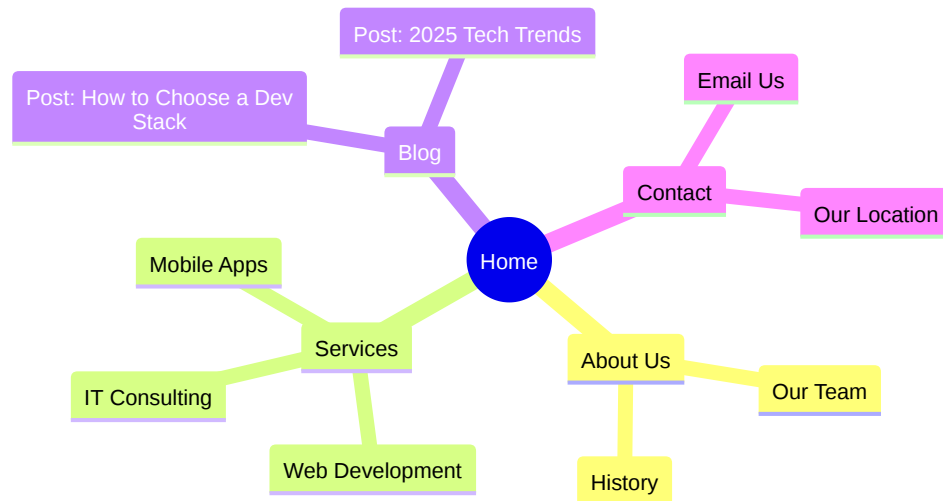 Post: 2025 Tech Trends
Post: How to Choose a Dev
Stack
Blog
Email Us
Contact
Our Location
Home
Mobile Apps
Services
IT Consulting
Web Development
About Us
Our Team
History